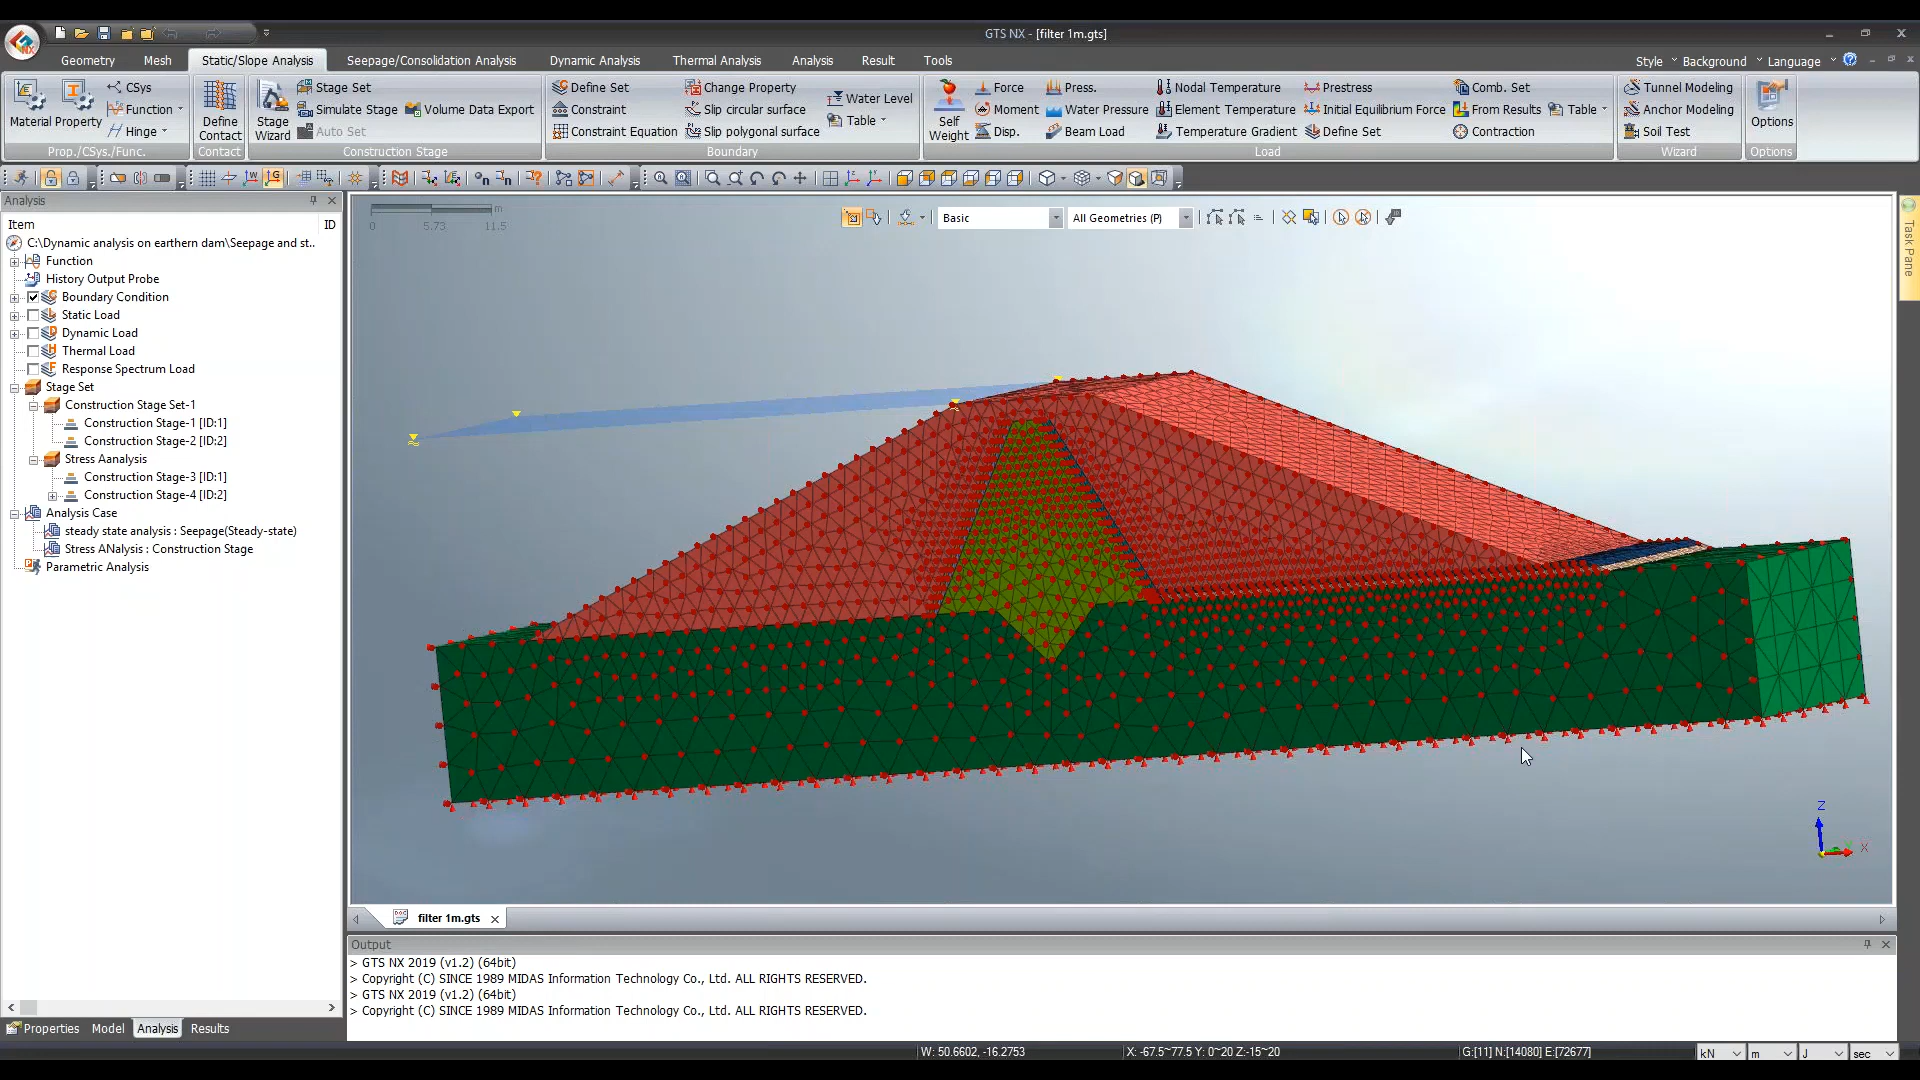 GTS NX - [filter 1m.gts]
Geometry Mesh Static/Slope Analysis Seepage/Consolidation Analysis Dynamic Analysis Thermal Analysis Analysis Result Tools
Style Background Language
Material Property
CSys
Function
Hinge
Prop./CSys./Func.
Define Contact
Contact
Stage Wizard
Stage Set
Simulate Stage
Auto Set
Volume Data Export
Construction Stage
Define Set
Constraint
Constraint Equation
Change Property
Slip circular surface
Slip polygonal surface
Water Level
Table
Boundary
Self Weight
Force
Moment
Disp.
Press.
Water Pressure
Beam Load
Nodal Temperature
Element Temperature
Temperature Gradient
Prestress
Initial Equilibrium Force
Define Set
Comb. Set
From Results
Contraction
Table
Load
Tunnel Modeling
Anchor Modeling
Soil Test
Wizard
Options
Options
Analysis
Item ID
C:\Dynamic analysis on earthern dam\Seepage and st..
Function
History Output Probe
Boundary Condition
Static Load
Dynamic Load
Thermal Load
Response Spectrum Load
Stage Set
Construction Stage Set-1
Construction Stage-1 [ID:1]
Construction Stage-2 [ID:2]
Stress Aanalysis
Construction Stage-3 [ID:1]
Construction Stage-4 [ID:2]
Analysis Case
steady state analysis : Seepage(Steady-state)
Stress ANalysis : Construction Stage
Parametric Analysis
Properties Model Analysis Results
0 5.73 11.5 m
Basic
All Geometries (P)
Task Pane
Z
X
filter 1m.gts
Output
> GTS NX 2019 (v1.2) (64bit)
> Copyright (C) SINCE 1989 MIDAS Information Technology Co., Ltd. ALL RIGHTS RESERVED.
> GTS NX 2019 (v1.2) (64bit)
> Copyright (C) SINCE 1989 MIDAS Information Technology Co., Ltd. ALL RIGHTS RESERVED.
W: 50.6602, -16.2753 X: -67.5~77.5 Y: 0~20 Z:-15~20 G:[11] N:[14080] E:[72677] kN m J sec